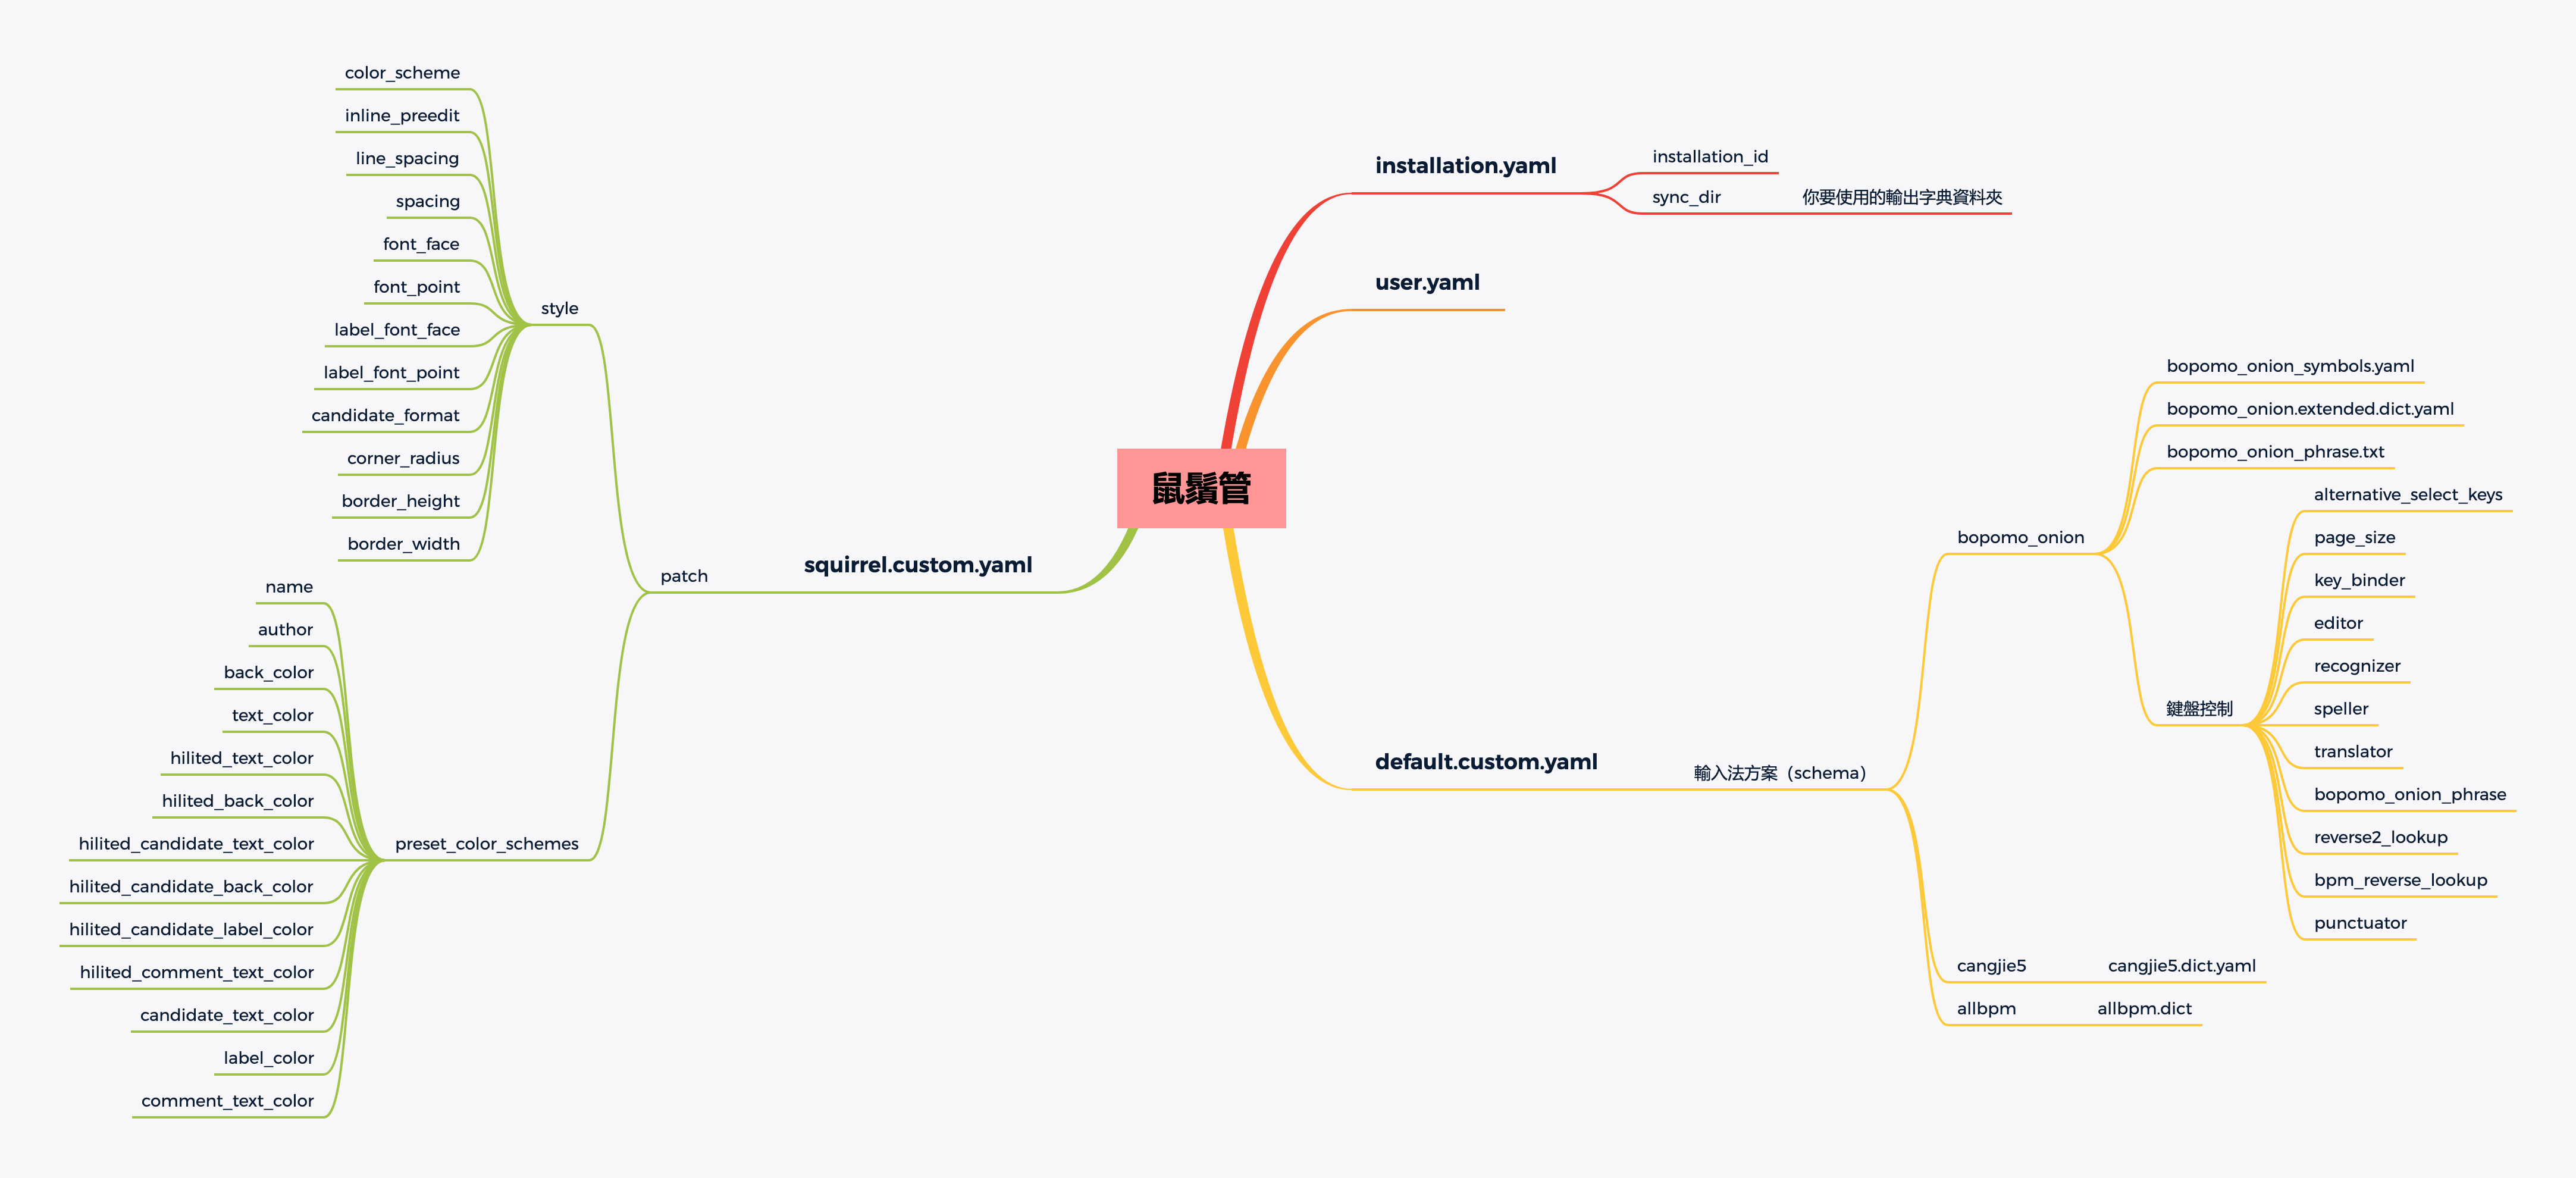 鼠鬚管
installation.yaml
installation_id
sync_dir
你要使用的輸出字典資料夾
user.yaml
default.custom.yaml
輸入法方案（schema）
bopomo_onion
bopomo_onion_symbols.yaml
bopomo_onion.extended.dict.yaml
bopomo_onion_phrase.txt
鍵盤控制
alternative_select_keys
page_size
key_binder
editor
recognizer
speller
translator
bopomo_onion_phrase
reverse2_lookup
bpm_reverse_lookup
punctuator
cangjie5
cangjie5.dict.yaml
allbpm
allbpm.dict
squirrel.custom.yaml
patch
style
color_scheme
inline_preedit
line_spacing
spacing
font_face
font_point
label_font_face
label_font_point
candidate_format
corner_radius
border_height
border_width
preset_color_schemes
name
author
back_color
text_color
hilited_text_color
hilited_back_color
hilited_candidate_text_color
hilited_candidate_back_color
hilited_candidate_label_color
hilited_comment_text_color
candidate_text_color
label_color
comment_text_color